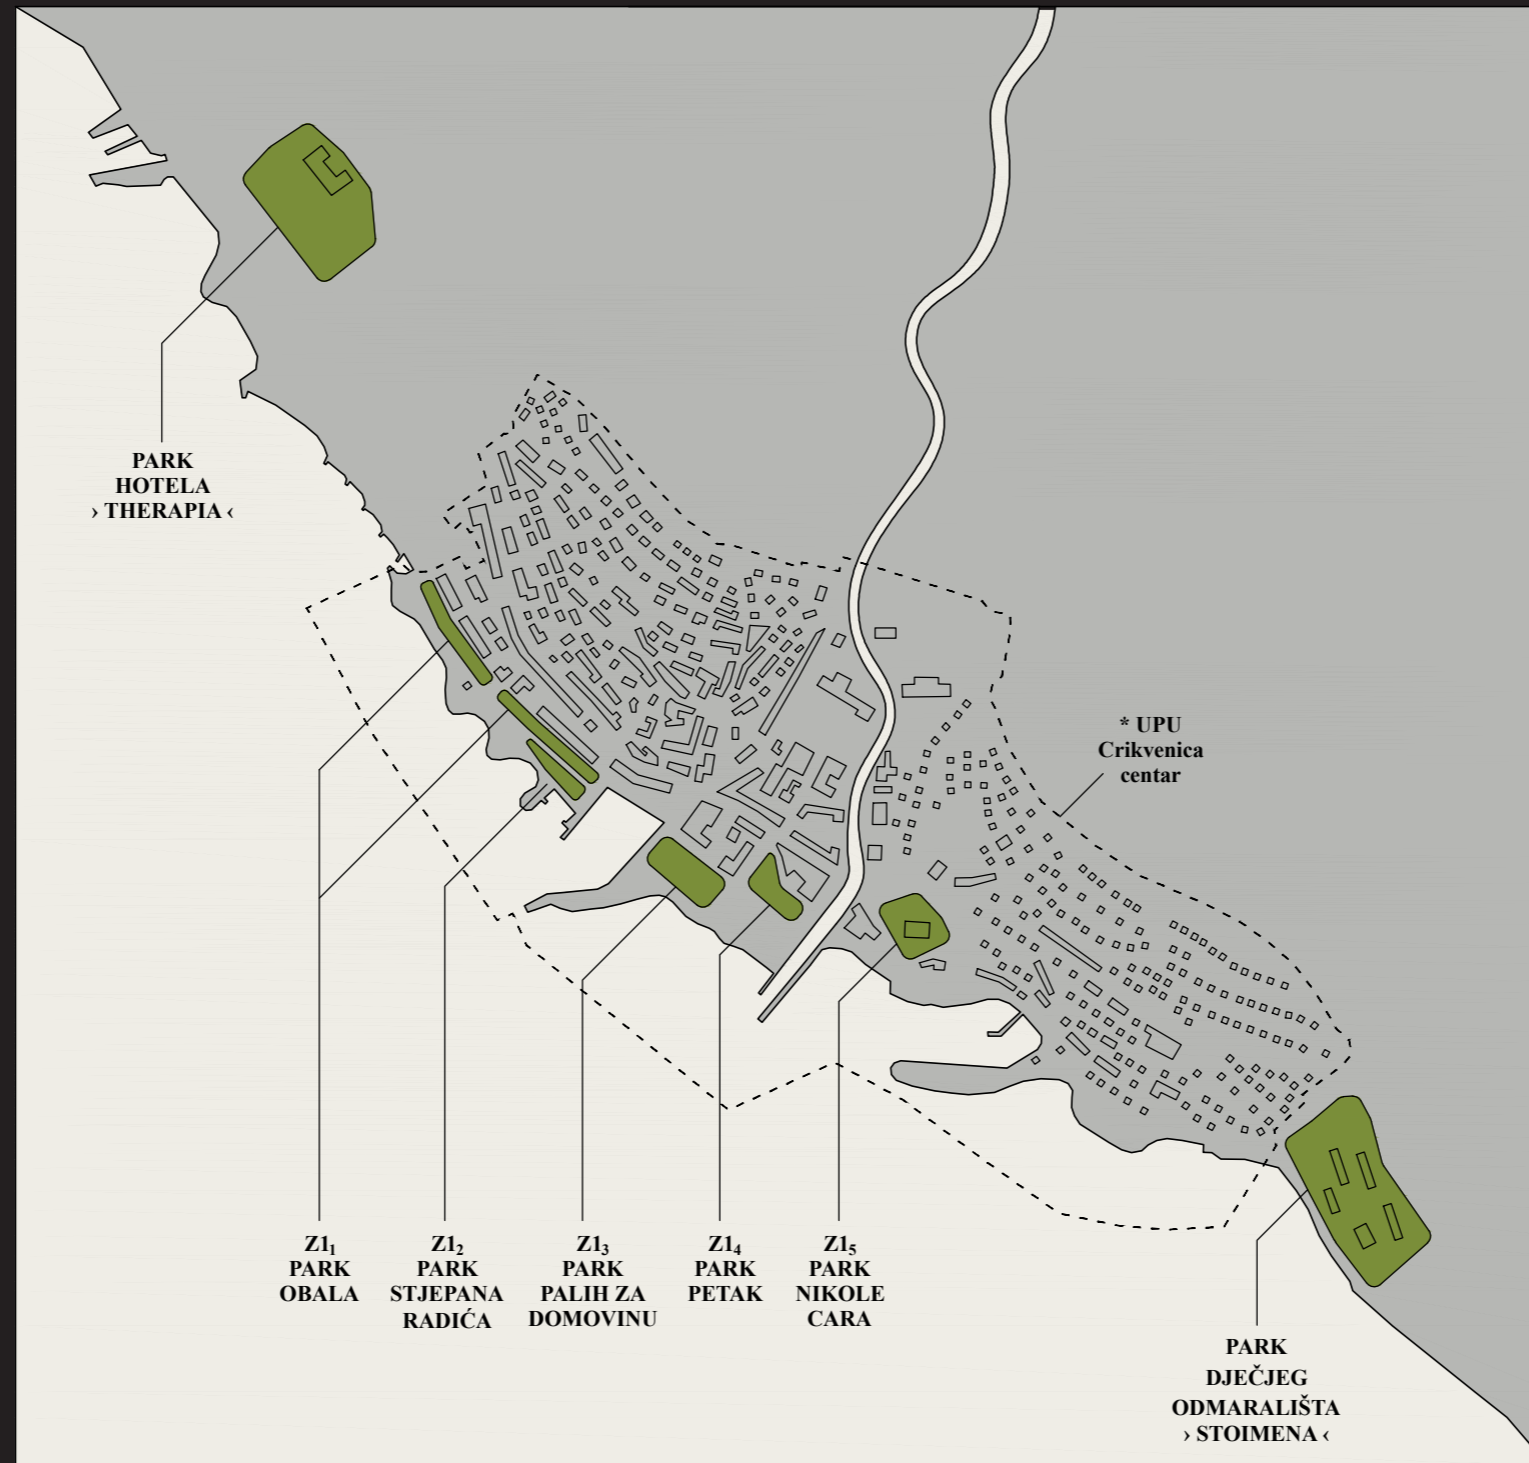 PARK
HOTELA
› THERAPIA ‹
* UPU
Crikvenica
centar
Z1₁
PARK
OBALA
Z1₂
PARK
STJEPANA
RADIĆA
Z1₃
PARK
PALIH ZA
DOMOVINU
Z1₄
PARK
PETAK
Z1₅
PARK
NIKOLE
CARA
PARK
DJEČJEG
ODMARALIŠTA
› STOIMENA ‹